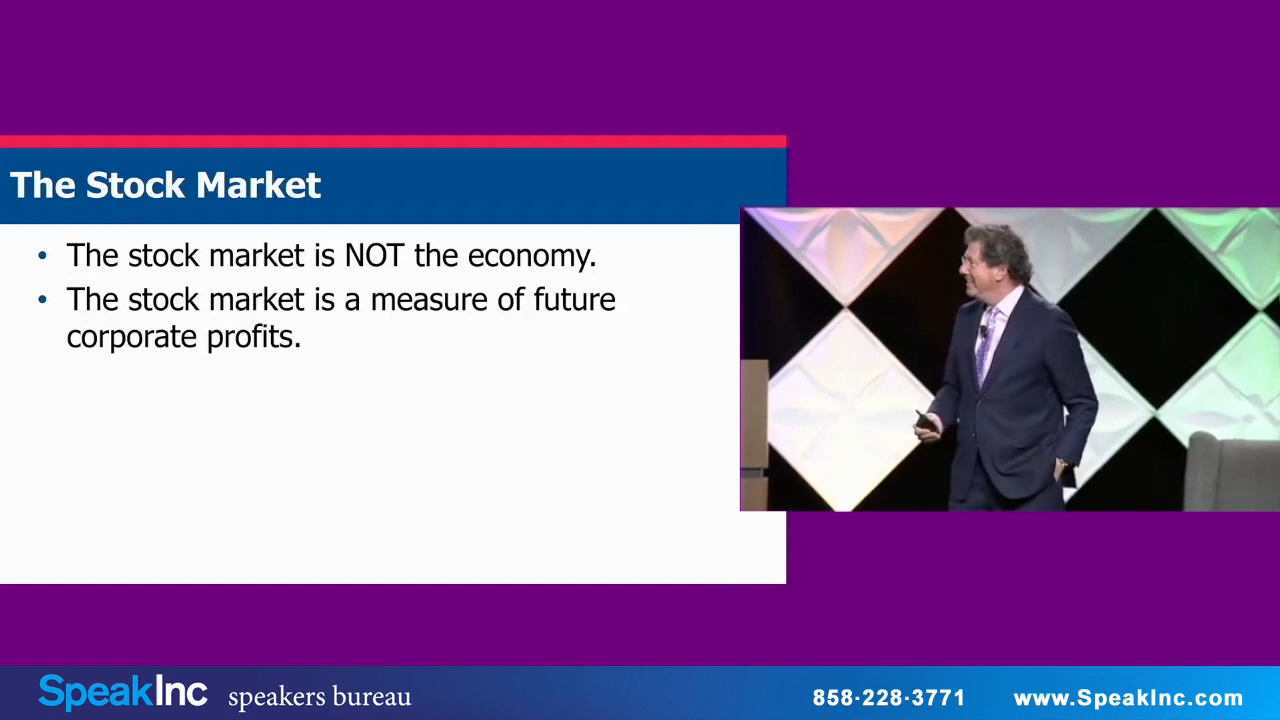 The Stock Market
• The stock market is NOT the economy.
• The stock market is a measure of future
corporate profits.
SpeakInc speakers bureau
858·228·3771 www.SpeakInc.com